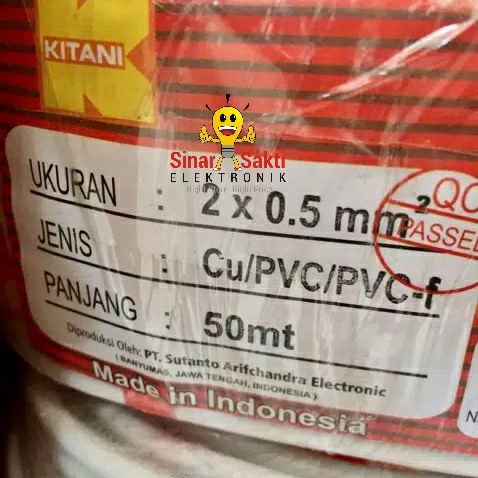 KITANI
Sinar Sakti
ELEKTRONIK
UKURAN : 2 x 0.5 mm²
JENIS : Cu/PVC/PVC-f
PANJANG : 50mt
QC
PASSED
Diproduksi Oleh: PT. Sutanto Arifchandra Electronic
( BANYUMAS, JAWA TENGAH, INDONESIA )
Made in Indonesia